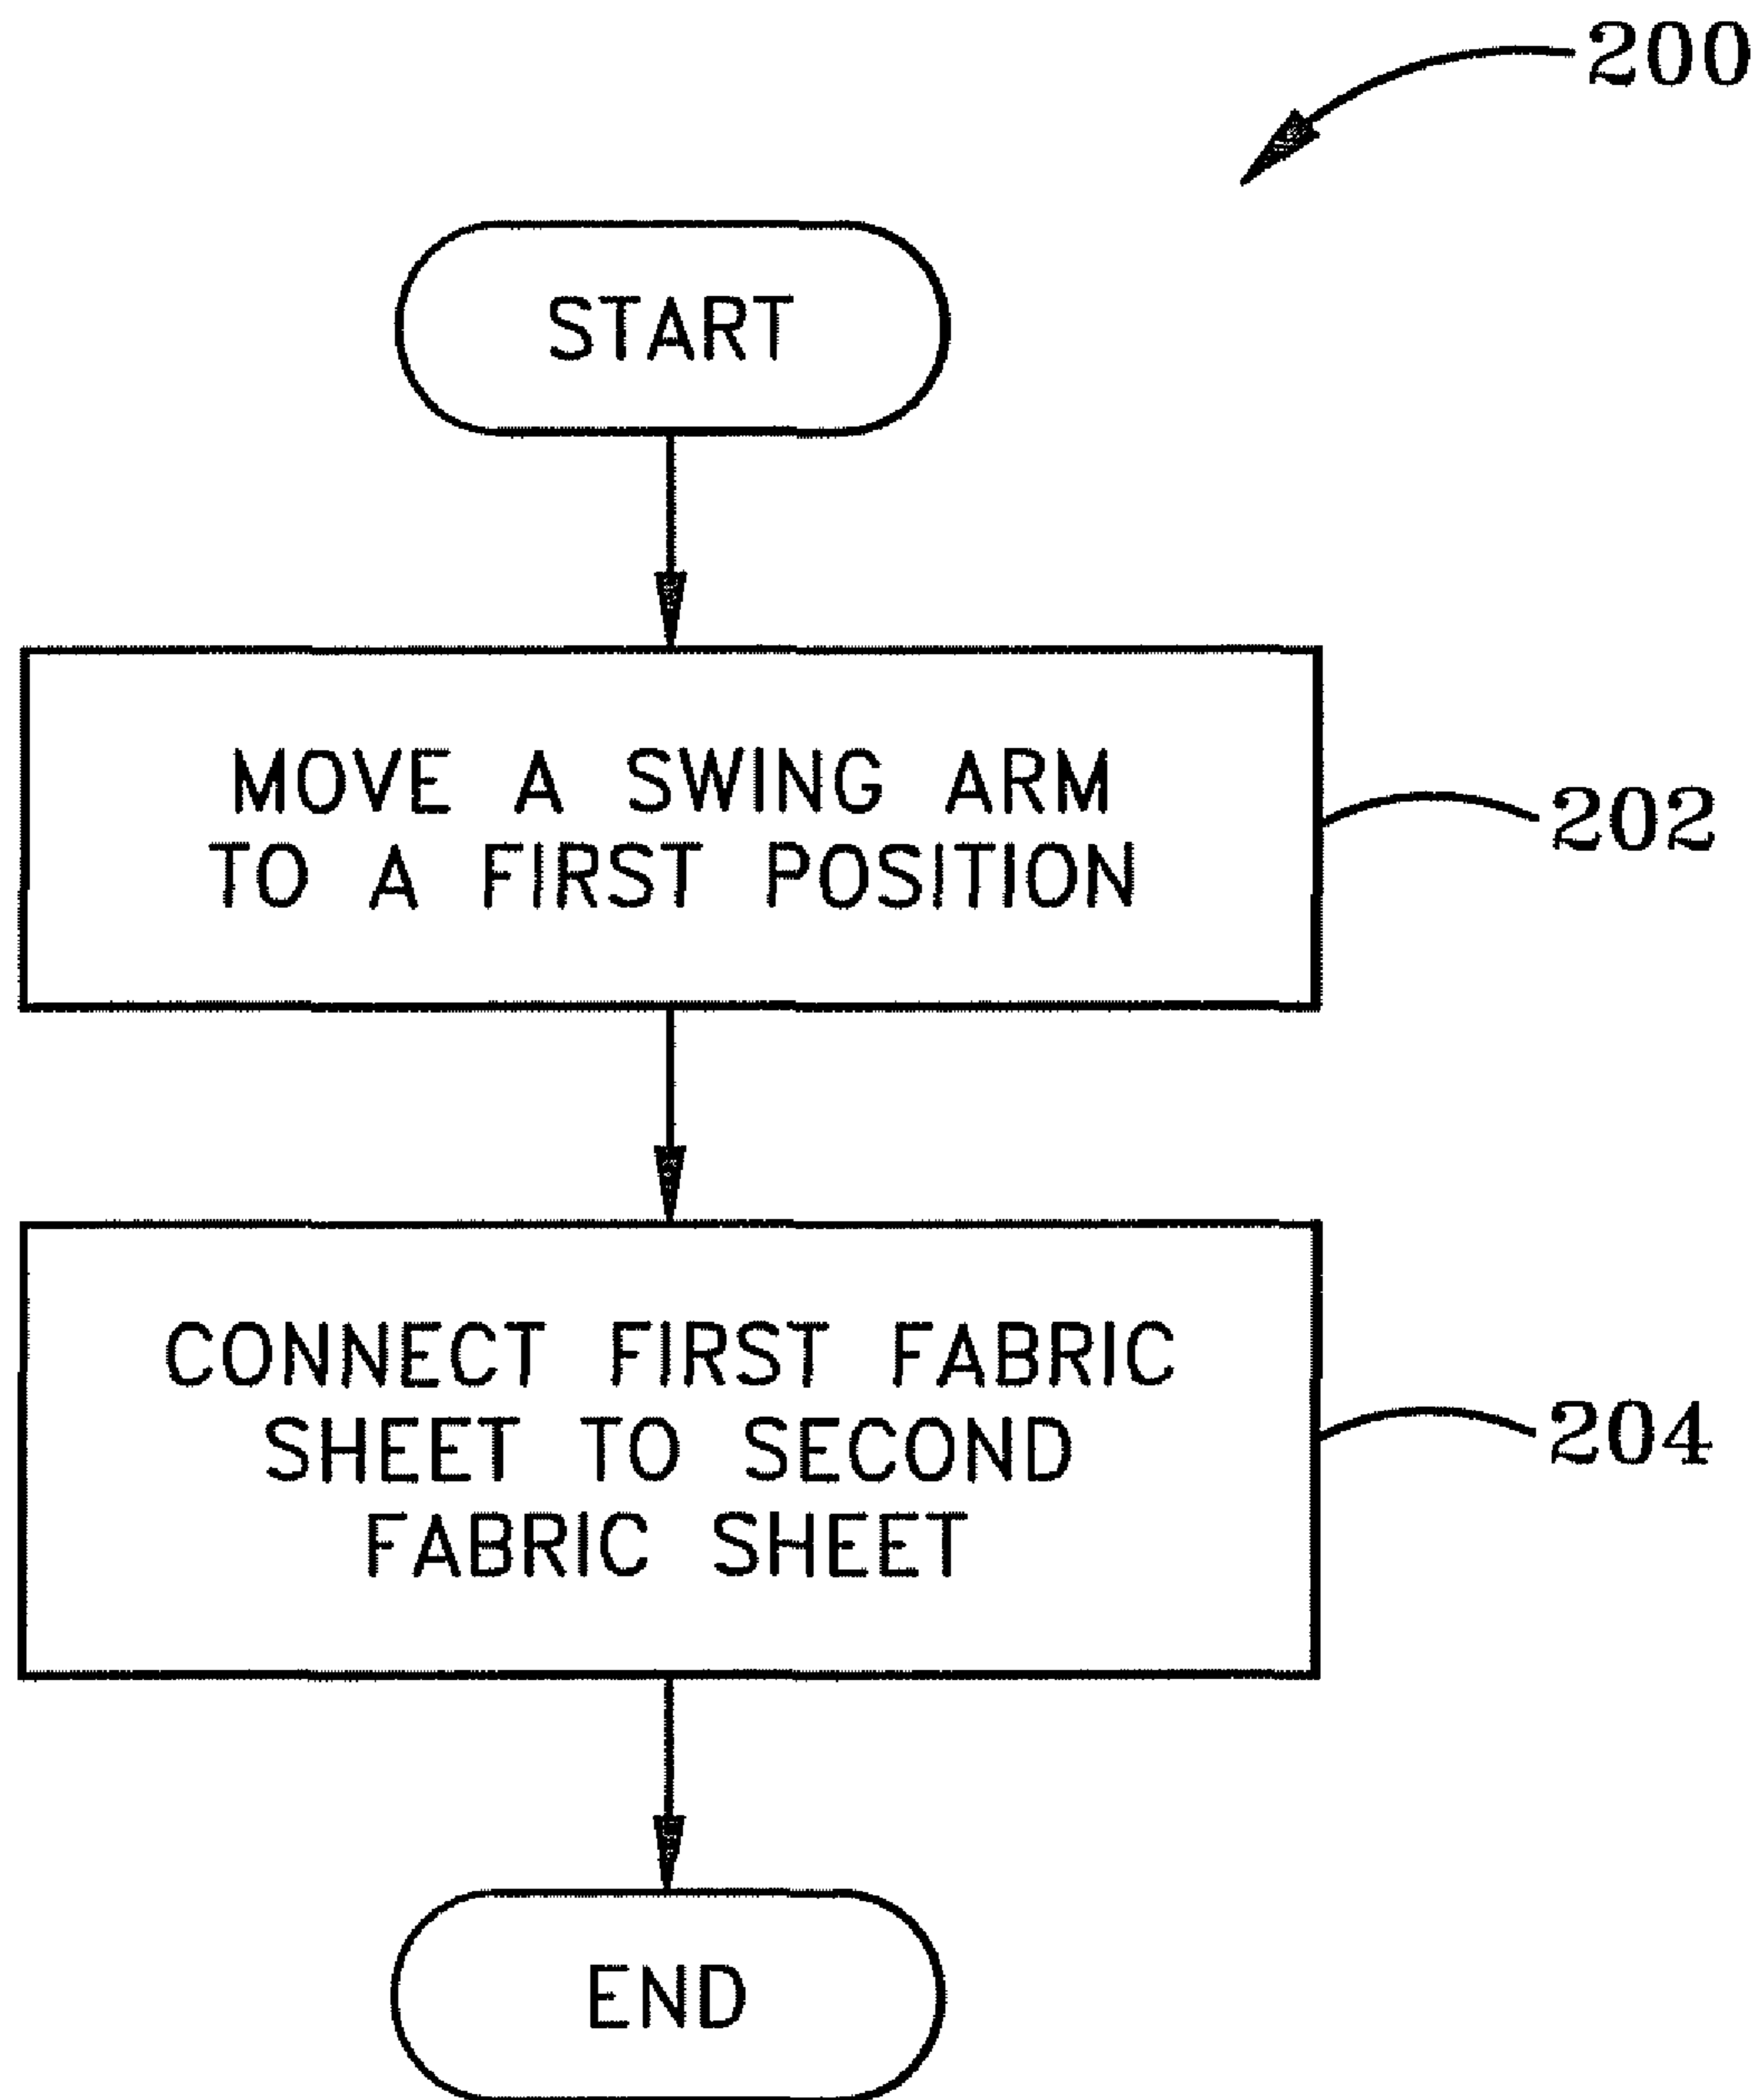 200
START
MOVE A SWING ARM
TO A FIRST POSITION
202
CONNECT FIRST FABRIC
SHEET TO SECOND
FABRIC SHEET
204
END